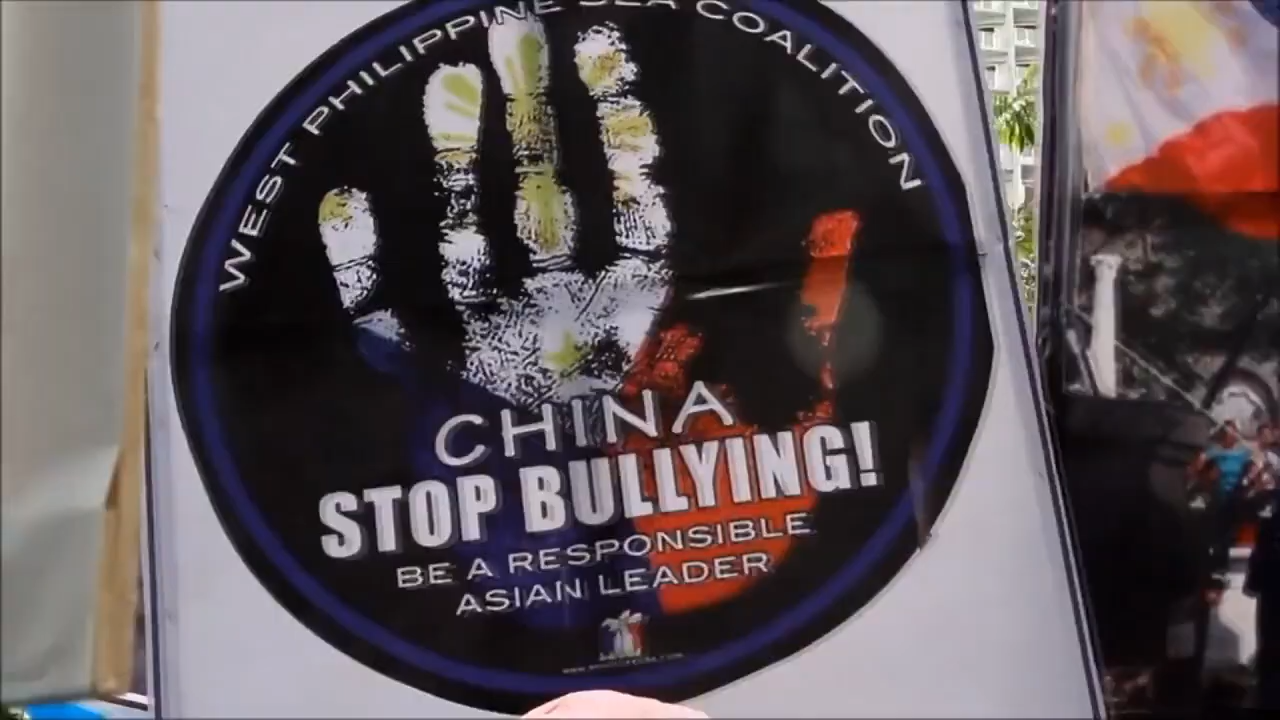 WEST PHILIPPINE SEA COALITION
CHINA
STOP BULLYING!
BE A RESPONSIBLE
ASIAN LEADER